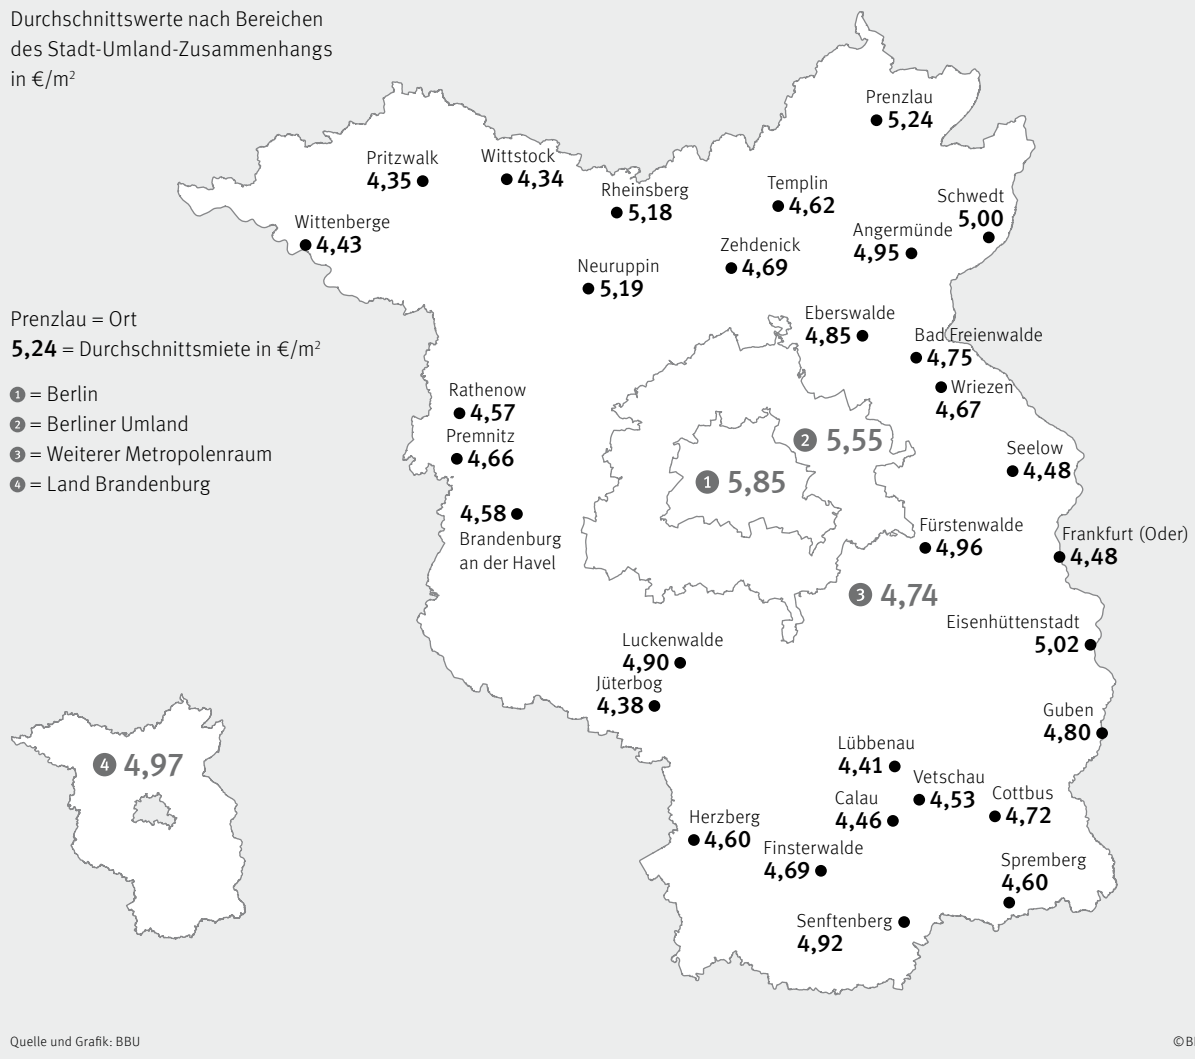 Durchschnittswerte nach Bereichen
des Stadt-Umland-Zusammenhangs
in €/m²
Prenzlau
5,24
Pritzwalk
4,35
Wittstock
4,34
Rheinsberg
5,18
Templin
4,62
Schwedt
5,00
Wittenberge
4,43
Angermünde
4,95
Zehdenick
4,69
Neuruppin
5,19
Prenzlau = Ort
5,24 = Durchschnittsmiete in €/m²
1 = Berlin
2 = Berliner Umland
3 = Weiterer Metropolenraum
4 = Land Brandenburg
Eberswalde
4,85
Bad Freienwalde
4,75
Wriezen
4,67
Rathenow
4,57
Premnitz
4,66
2 5,55
1 5,85
Seelow
4,48
4,58
Brandenburg
an der Havel
Fürstenwalde
4,96
Frankfurt (Oder)
4,48
3 4,74
Eisenhüttenstadt
5,02
Luckenwalde
4,90
Jüterbog
4,38
Guben
4,80
4 4,97
Lübbenau
4,41
Vetschau
4,53
Calau
4,46
Cottbus
4,72
Herzberg
4,60
Finsterwalde
4,69
Spremberg
4,60
Senftenberg
4,92
Quelle und Grafik: BBU